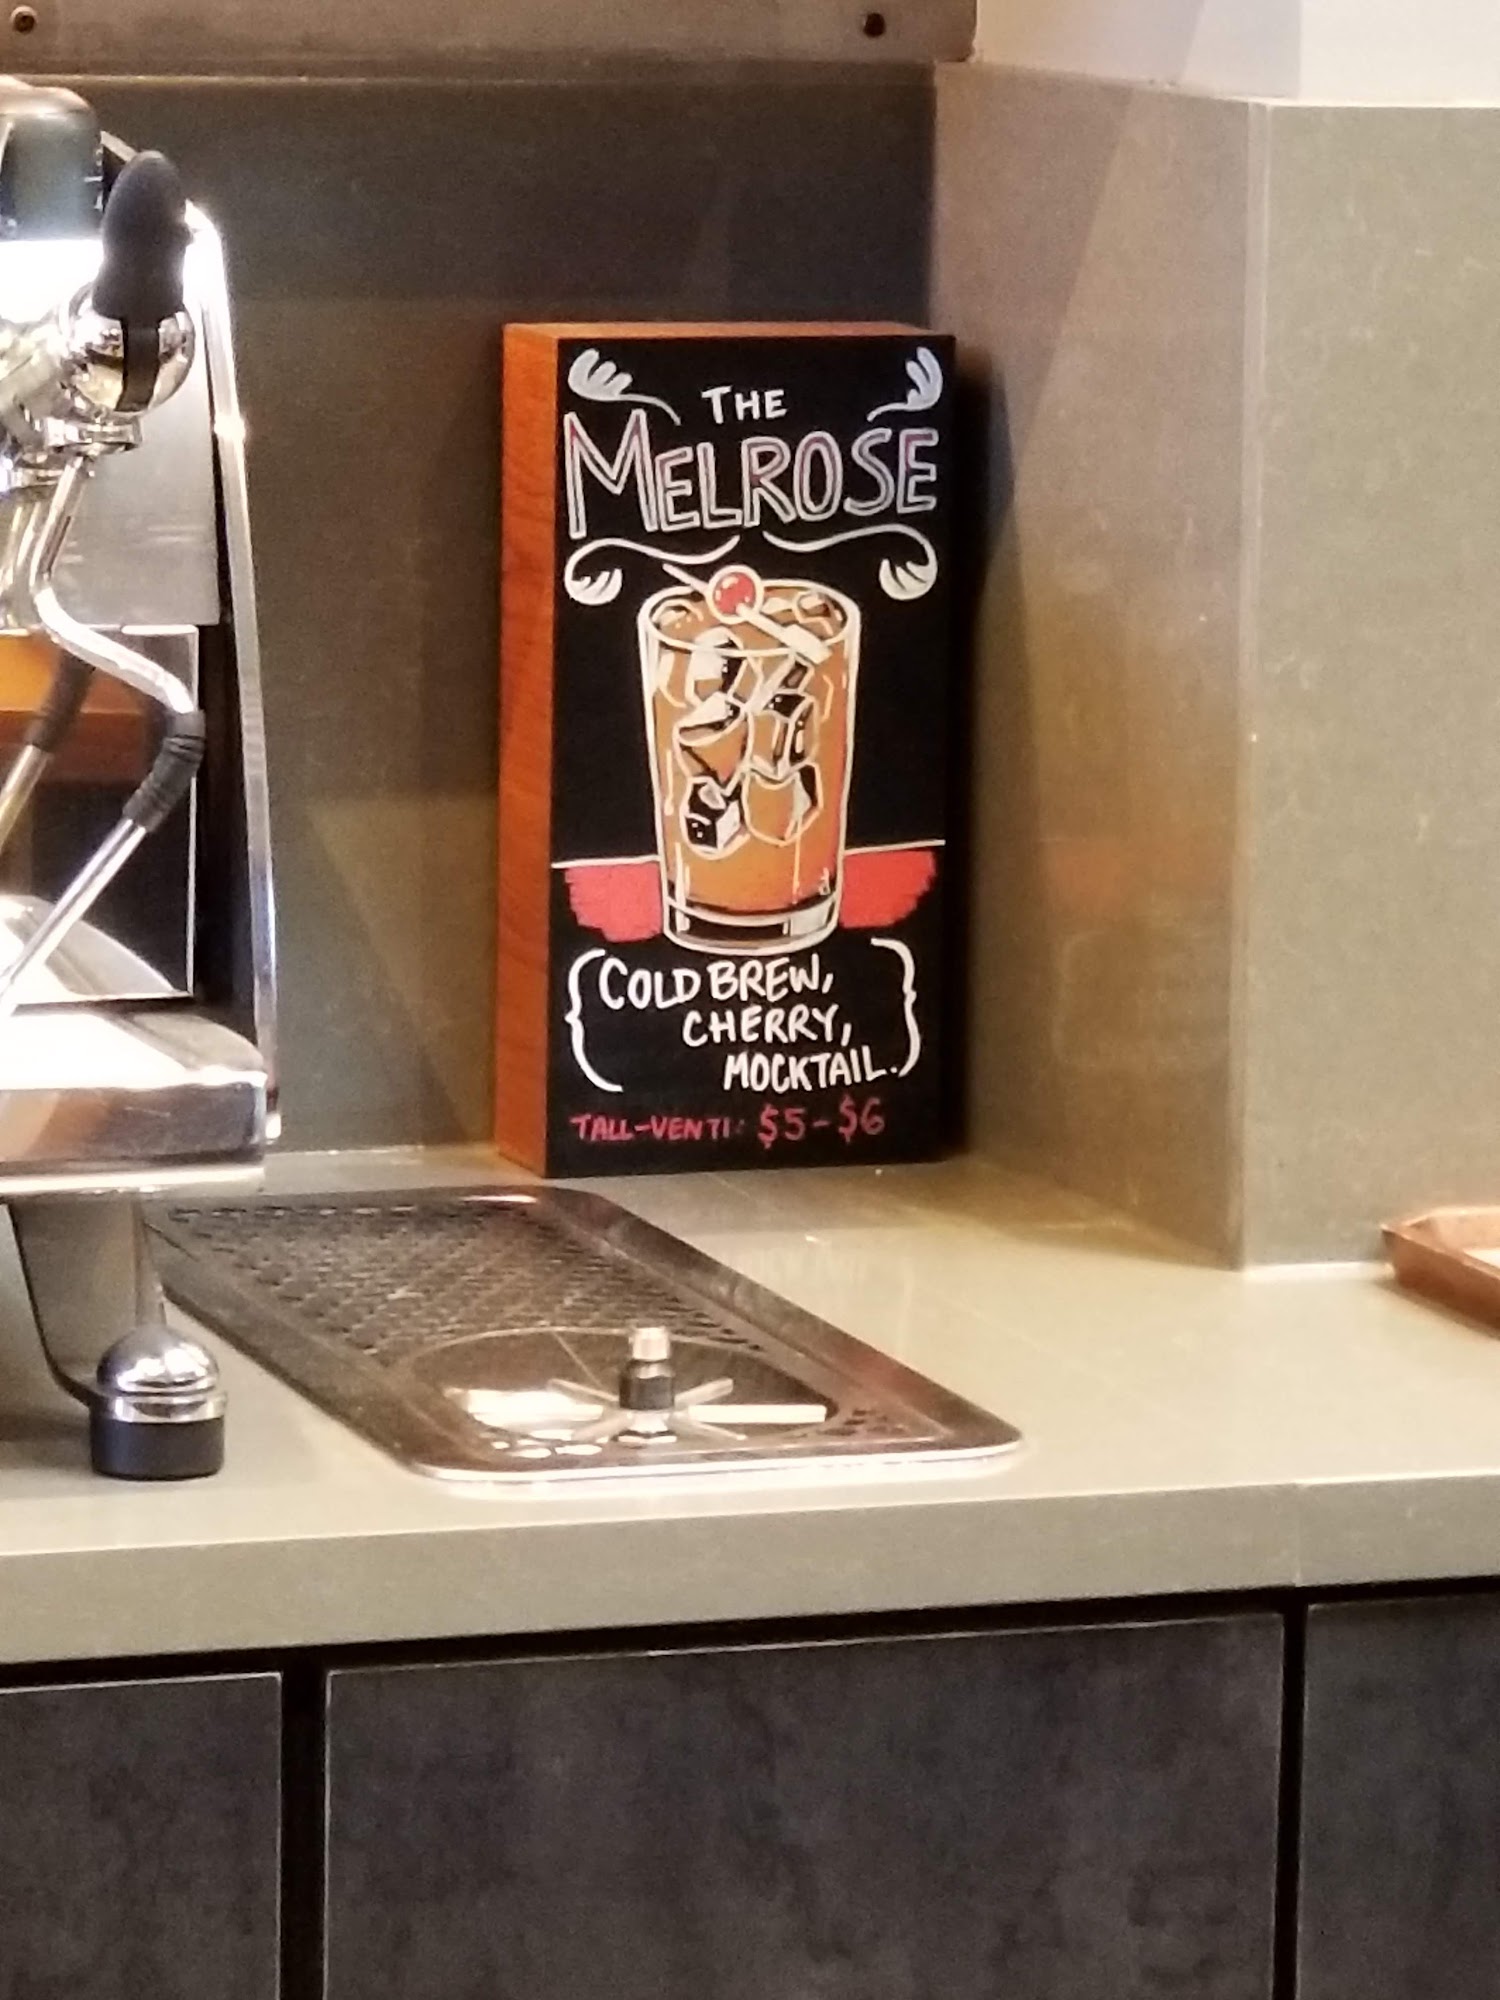 THE
MELROSE
COLD BREW,
CHERRY,
MOCKTAIL.
TALL-VENTI: $5-$6